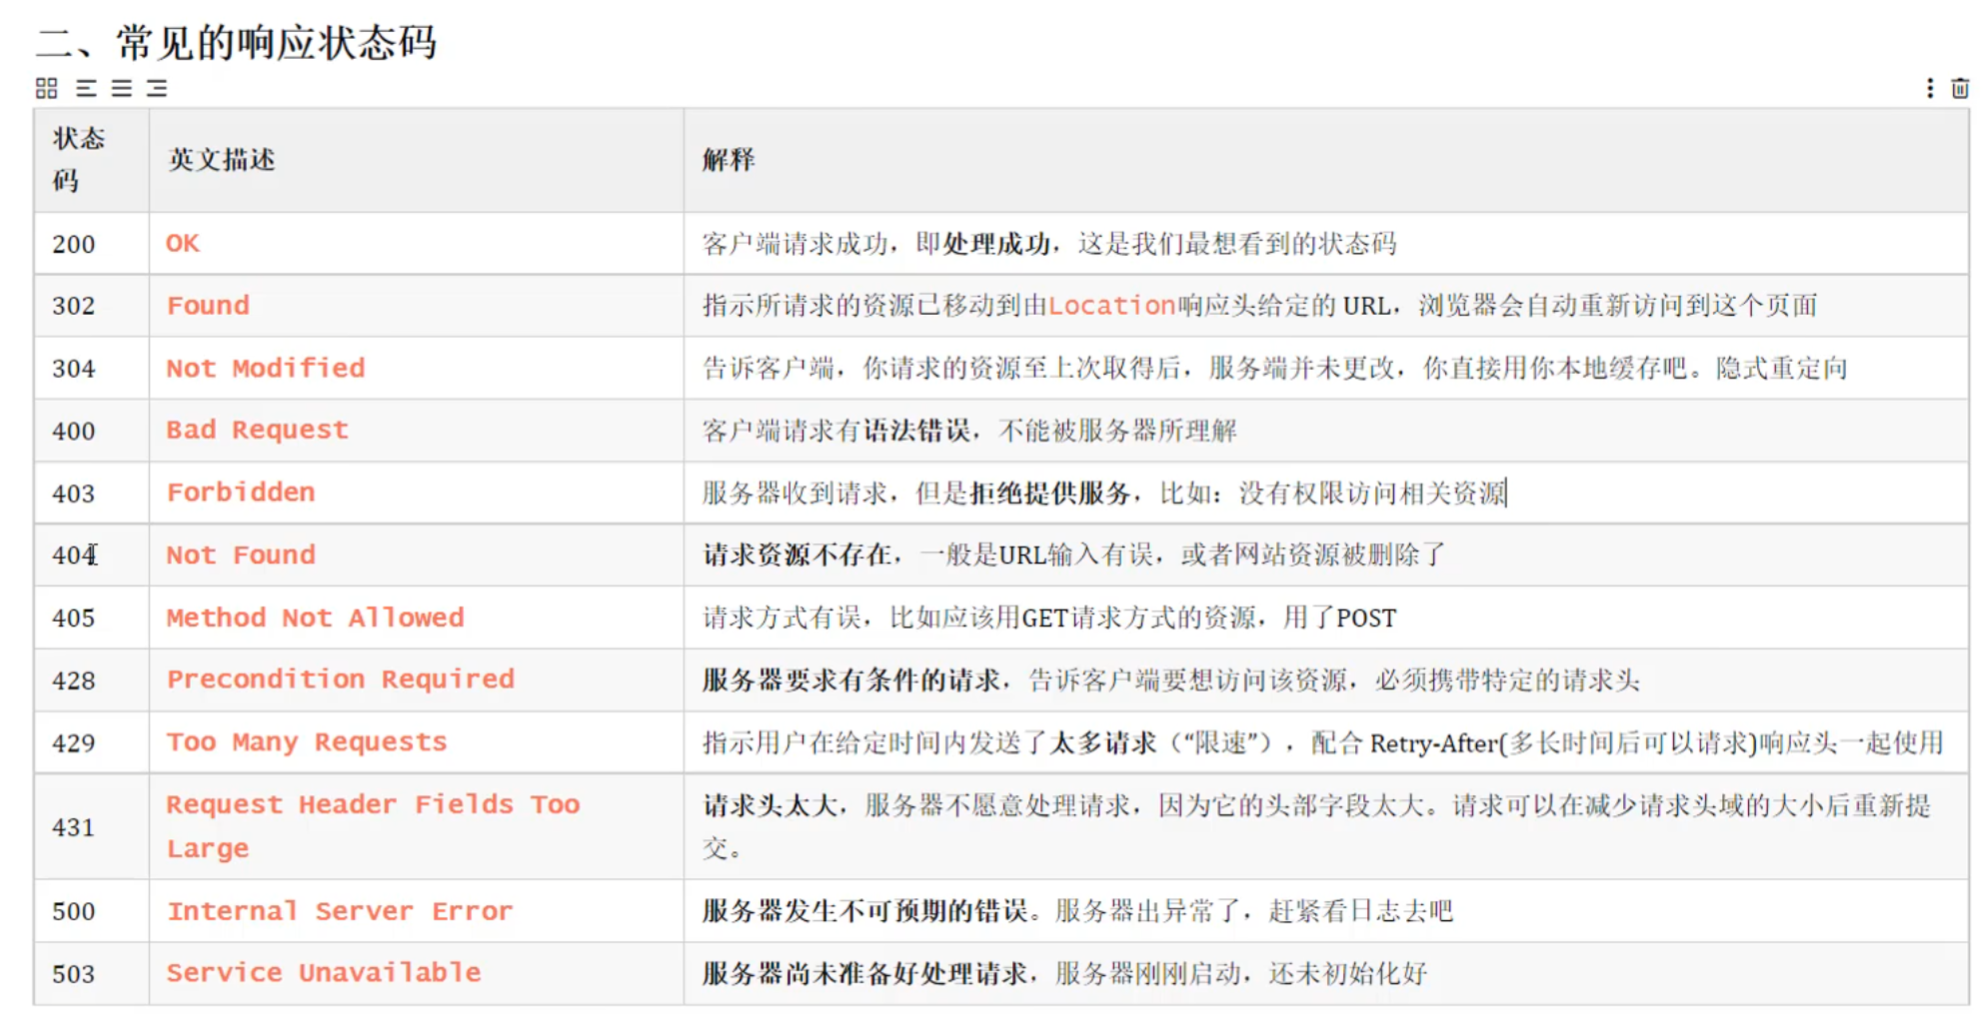 二、常见的响应状态码
状态
码
英文描述
解释
200
OK
客户端请求成功，即处理成功，这是我们最想看到的状态码
302
Found
指示所请求的资源已移动到由Location响应头给定的 URL，浏览器会自动重新访问到这个页面
304
Not Modified
告诉客户端，你请求的资源至上次取得后，服务端并未更改，你直接用你本地缓存吧。隐式重定向
400
Bad Request
客户端请求有语法错误，不能被服务器所理解
403
Forbidden
服务器收到请求，但是拒绝提供服务，比如：没有权限访问相关资源
404
Not Found
请求资源不存在，一般是URL输入有误，或者网站资源被删除了
405
Method Not Allowed
请求方式有误，比如应该用GET请求方式的资源，用了POST
428
Precondition Required
服务器要求有条件的请求，告诉客户端要想访问该资源，必须携带特定的请求头
429
Too Many Requests
指示用户在给定时间内发送了太多请求（“限速”），配合 Retry-After(多长时间后可以请求)响应头一起使用
431
Request Header Fields Too
Large
请求头太大，服务器不愿意处理请求，因为它的头部字段太大。请求可以在减少请求头域的大小后重新提
交。
500
Internal Server Error
服务器发生不可预期的错误。服务器出异常了，赶紧看日志去吧
503
Service Unavailable
服务器尚未准备好处理请求，服务器刚刚启动，还未初始化好